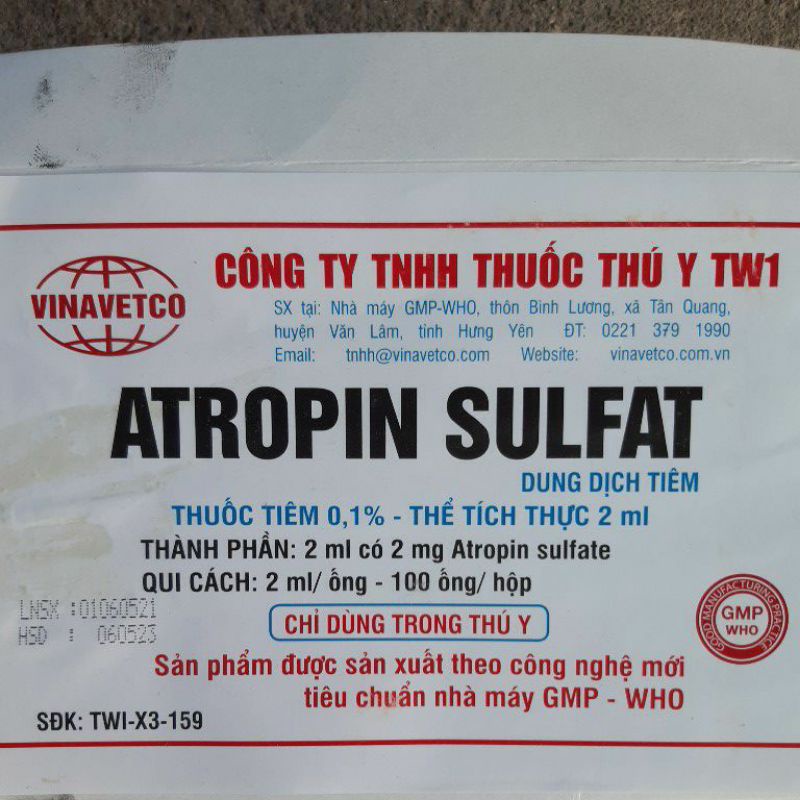 VINAVETCO
CÔNG TY TNHH THUỐC THÚ Y TW1
SX tại: Nhà máy GMP-WHO, thôn Bình Lương, xã Tân Quang,
huyện Văn Lâm, tỉnh Hưng Yên ĐT: 0221 379 1990
Email: tnhh@vinavetco.com Website: vinavetco.com.vn
ATROPIN SULFAT
DUNG DỊCH TIÊM
THUỐC TIÊM 0,1% - THỂ TÍCH THỰC 2 ml
THÀNH PHẦN: 2 ml có 2 mg Atropin sulfate
QUI CÁCH: 2 ml/ ống - 100 ống/ hộp
LNSX :01060521
HSD : 060523
CHỈ DÙNG TRONG THÚ Y
GOOD MANUFACTURING PRACTICE
GMP
WHO
Sản phẩm được sản xuất theo công nghệ mới
tiêu chuẩn nhà máy GMP - WHO
SĐK: TWI-X3-159